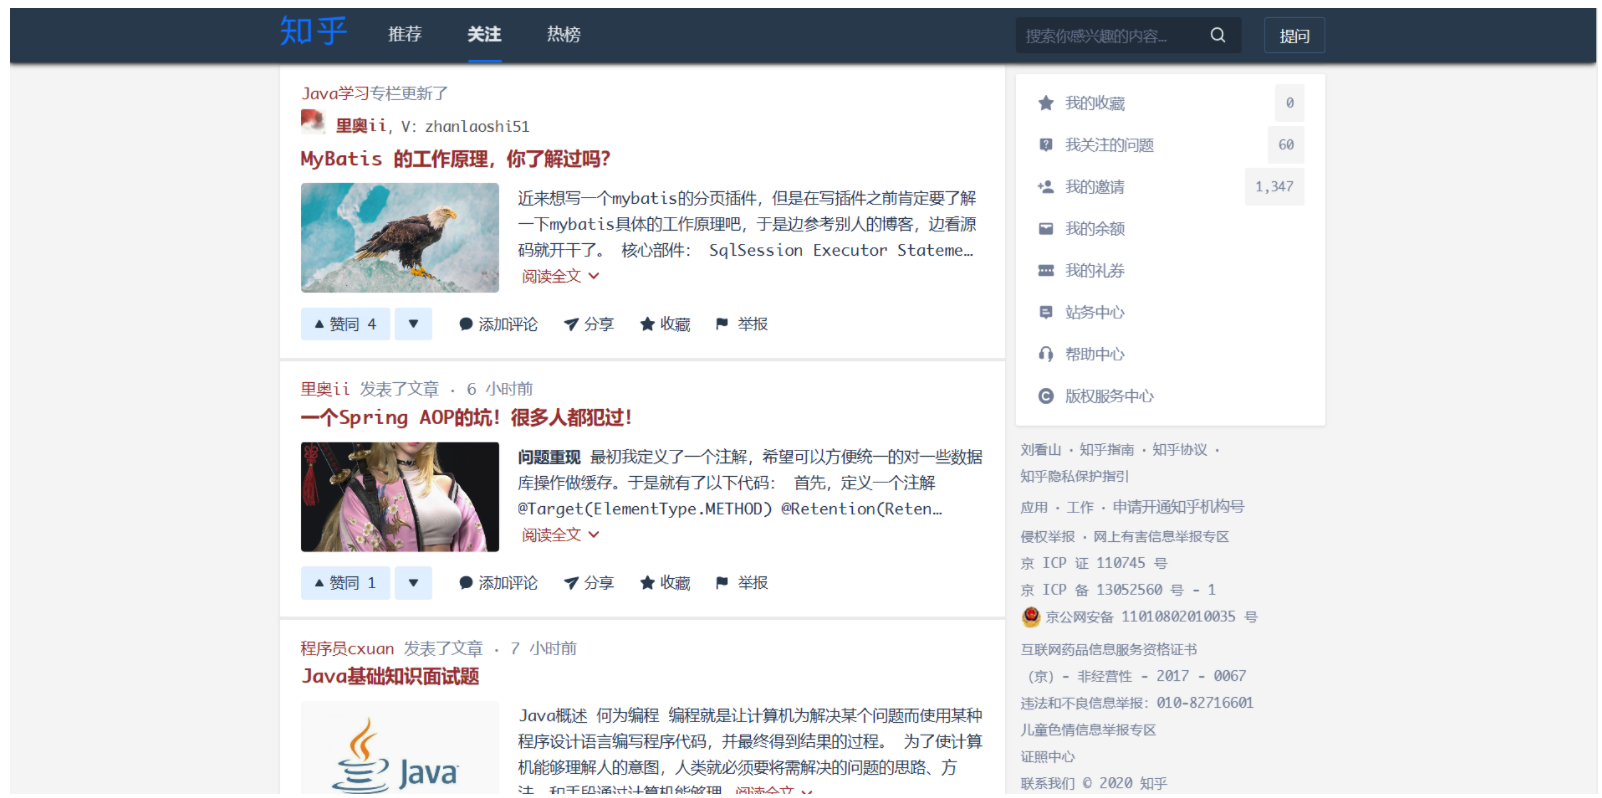 知乎 推荐 关注 热榜 搜索你感兴趣的内容... 提问
Java学习专栏更新了
里奥ii, V: zhanlaoshi51
MyBatis 的工作原理，你了解过吗？
近来想写一个mybatis的分页插件，但是在写插件之前肯定要了解
一下mybatis具体的工作原理吧，于是边参考别人的博客，边看源
码就开干了。 核心部件： SqlSession Executor Stateme…
阅读全文
赞同 4 添加评论 分享 收藏 举报
里奥ii 发表了文章 · 6 小时前
一个Spring AOP的坑！很多人都犯过！
问题重现 最初我定义了一个注解，希望可以方便统一的对一些数据
库操作做缓存。于是就有了以下代码： 首先，定义一个注解
@Target(ElementType.METHOD) @Retention(Reten…
阅读全文
赞同 1 添加评论 分享 收藏 举报
程序员cxuan 发表了文章 · 7 小时前
Java基础知识面试题
Java
Java概述 何为编程 编程就是让计算机为解决某个问题而使用某种
程序设计语言编写程序代码，并最终得到结果的过程。 为了使计算
机能够理解人的意图，人类就必须要将需解决的问题的思路、方
法、和手段通过计算机能够理 阅读全文
我的收藏 0
我关注的问题 60
我的邀请 1,347
我的余额
我的礼券
站务中心
帮助中心
版权服务中心
刘看山 · 知乎指南 · 知乎协议 ·
知乎隐私保护指引
应用 · 工作 · 申请开通知乎机构号
侵权举报 · 网上有害信息举报专区
京 ICP 证 110745 号
京 ICP 备 13052560 号 - 1
京公网安备 11010802010035 号
互联网药品信息服务资格证书
（京）- 非经营性 - 2017 - 0067
违法和不良信息举报：010-82716601
儿童色情信息举报专区
证照中心
联系我们 © 2020 知乎